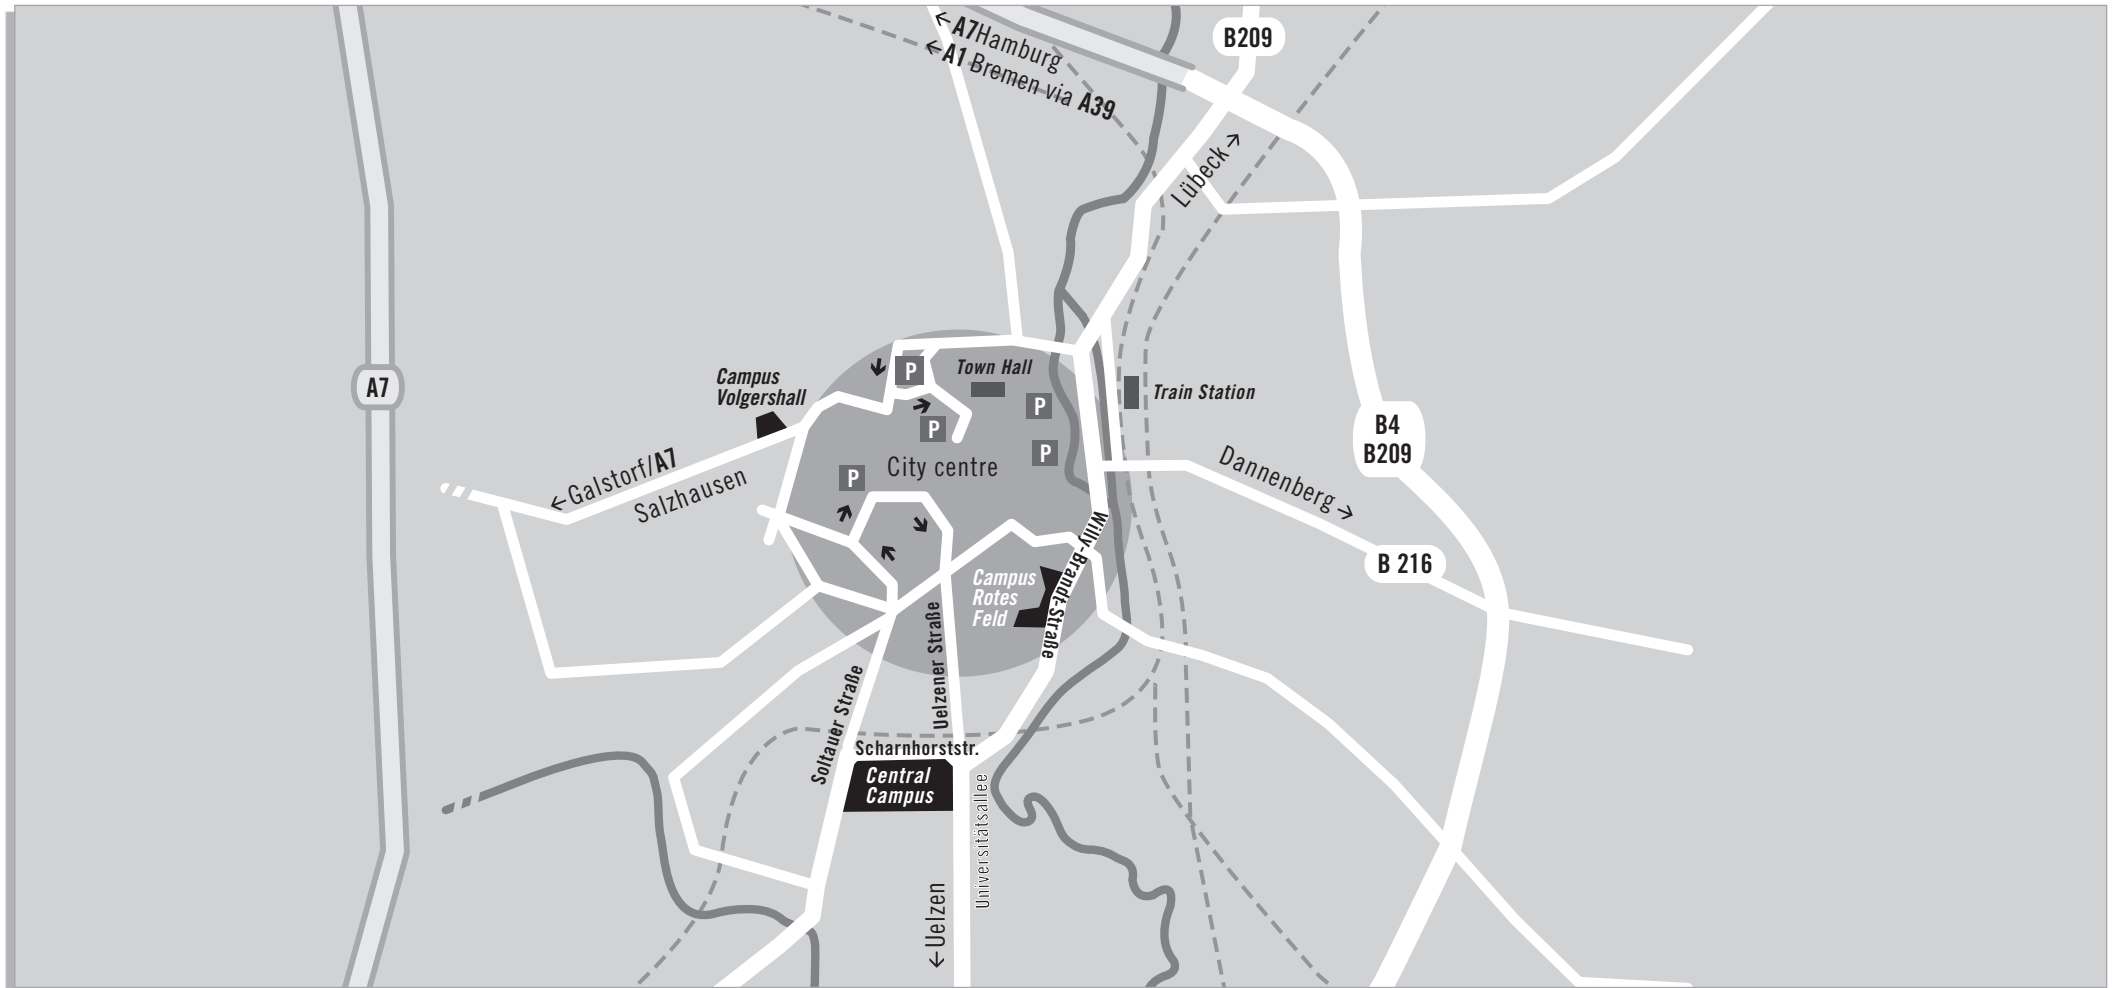 ← A7 Hamburg
← A1 Bremen via A39
B209
Lübeck →
A7
Campus
Volgershall
P
Town Hall
P
P
P
Train Station
B4
B209
← Galstorf/A7
Salzhausen
P
City centre
Dannenberg →
B 216
Willy-Brandt-Straße
Campus
Rotes
Feld
Uelzener Straße
Soltauer Straße
Scharnhorststr.
Central
Campus
Universitätsallee
← Uelzen